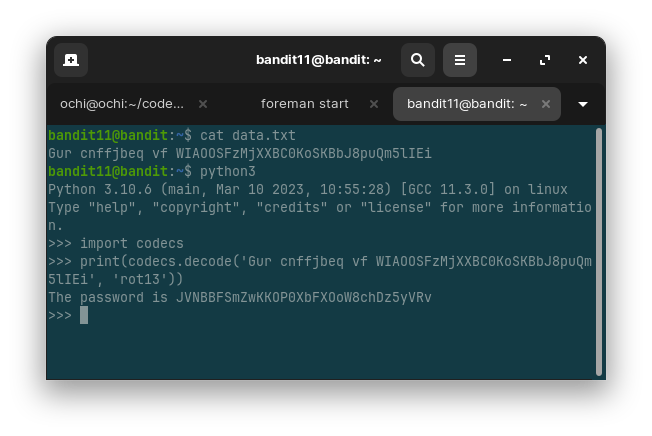 bandit11@bandit: ~
ochi@ochi:~/code...
foreman start
bandit11@bandit: ~
bandit11@bandit:~$ cat data.txt
Gur cnffjbeq vf WIAOOSFzMjXXBC0KoSKBbJ8puQm5lIEi
bandit11@bandit:~$ python3
Python 3.10.6 (main, Mar 10 2023, 10:55:28) [GCC 11.3.0] on linux
Type "help", "copyright", "credits" or "license" for more informatio
n.
>>> import codecs
>>> print(codecs.decode('Gur cnffjbeq vf WIAOOSFzMjXXBC0KoSKBbJ8puQm
5lIEi', 'rot13'))
The password is JVNBBFSmZwKKOP0XbFXOoW8chDz5yVRv
>>>